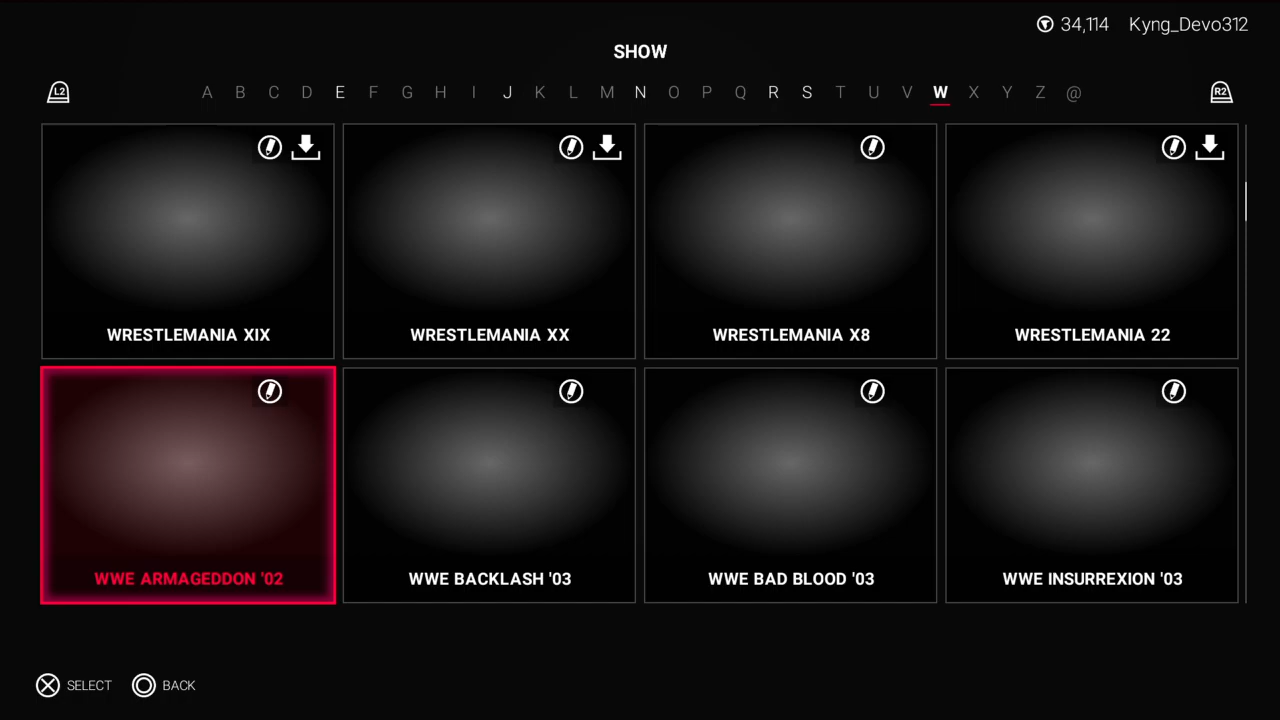 34,114 Kyng_Devo312
SHOW
L2 A B C D E F G H I J K L M N O P Q R S T U V W X Y Z @ R2
WRESTLEMANIA XIX WRESTLEMANIA XX WRESTLEMANIA X8 WRESTLEMANIA 22
WWE ARMAGEDDON '02 WWE BACKLASH '03 WWE BAD BLOOD '03 WWE INSURREXION '03
SELECT BACK